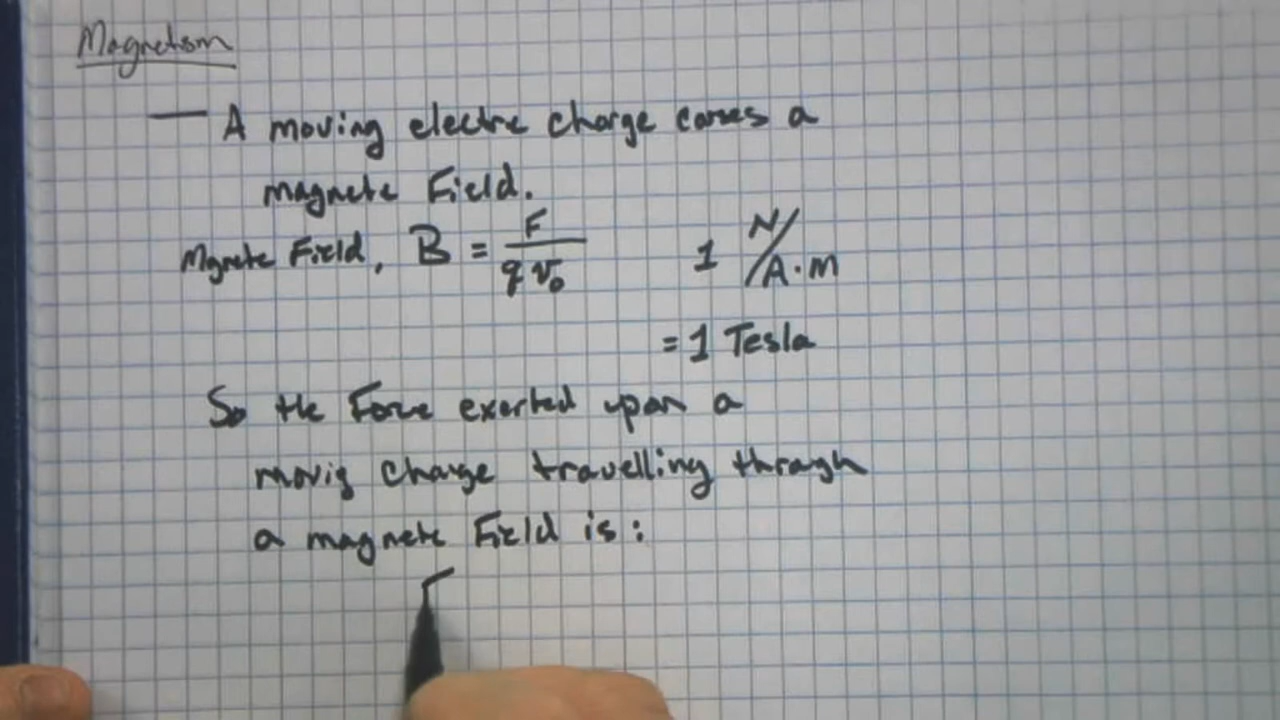 Magnetism
— A moving electric charge causes a
magnetic Field.
Magnetic Field, B = F / q v₀ 1 N/A·m
= 1 Tesla
So the Force exerted upon a
moving charge travelling through
a magnetic Field is: